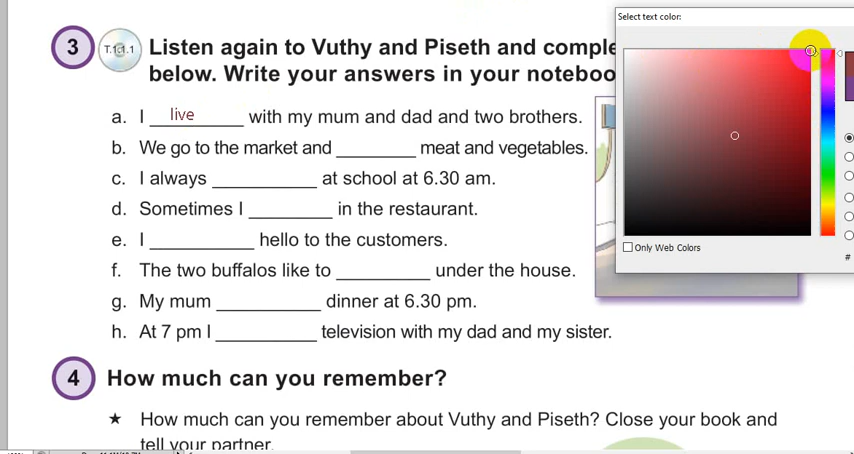 Select text color:
3 T.1.1.1 Listen again to Vuthy and Piseth and comple
below. Write your answers in your noteboo
a. I live with my mum and dad and two brothers.
b. We go to the market and ________ meat and vegetables.
c. I always __________ at school at 6.30 am.
d. Sometimes I ________ in the restaurant.
e. I __________ hello to the customers.
f. The two buffalos like to _________ under the house.
g. My mum __________ dinner at 6.30 pm.
h. At 7 pm I __________ television with my dad and my sister.
Only Web Colors
#
4 How much can you remember?
★ How much can you remember about Vuthy and Piseth? Close your book and
tell your partner.